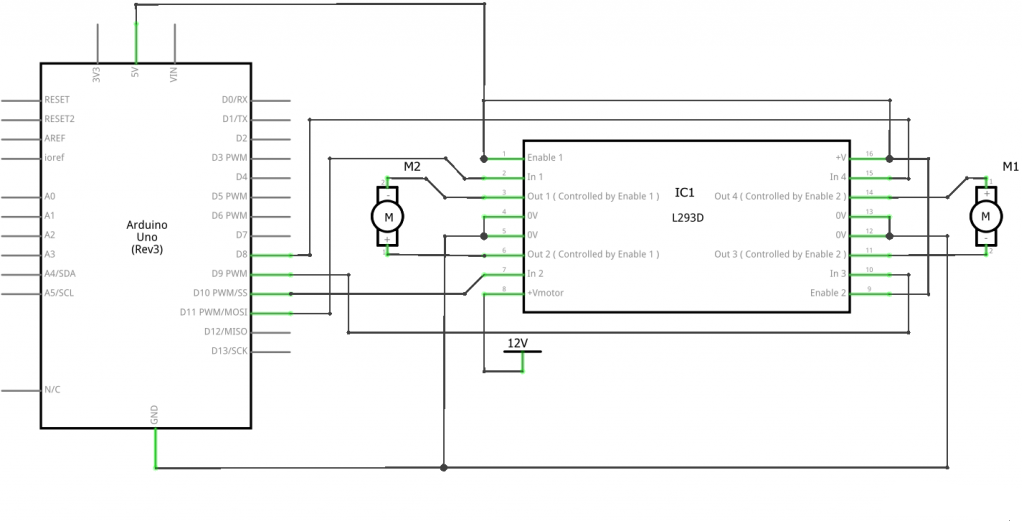 3V3
5V
VIN
RESET
RESET2
AREF
ioref
A0
A1
A2
A3
A4/SDA
A5/SCL
N/C
Arduino
Uno
(Rev3)
D0/RX
D1/TX
D2
D3 PWM
D4
D5 PWM
D6 PWM
D7
D8
D9 PWM
D10 PWM/SS
D11 PWM/MOSI
D12/MISO
D13/SCK
GND
M2
2
-
M
+
1
1 Enable 1
2 In 1
3 Out 1 ( Controlled by Enable 1 )
4 0V
5 0V
6 Out 2 ( Controlled by Enable 1 )
7 In 2
8 +Vmotor
IC1
L293D
+V 16
In 4 15
Out 4 ( Controlled by Enable 2 ) 14
0V 13
0V 12
Out 3 ( Controlled by Enable 2 ) 11
In 3 10
Enable 2 9
M1
1
+
M
-
2
12V